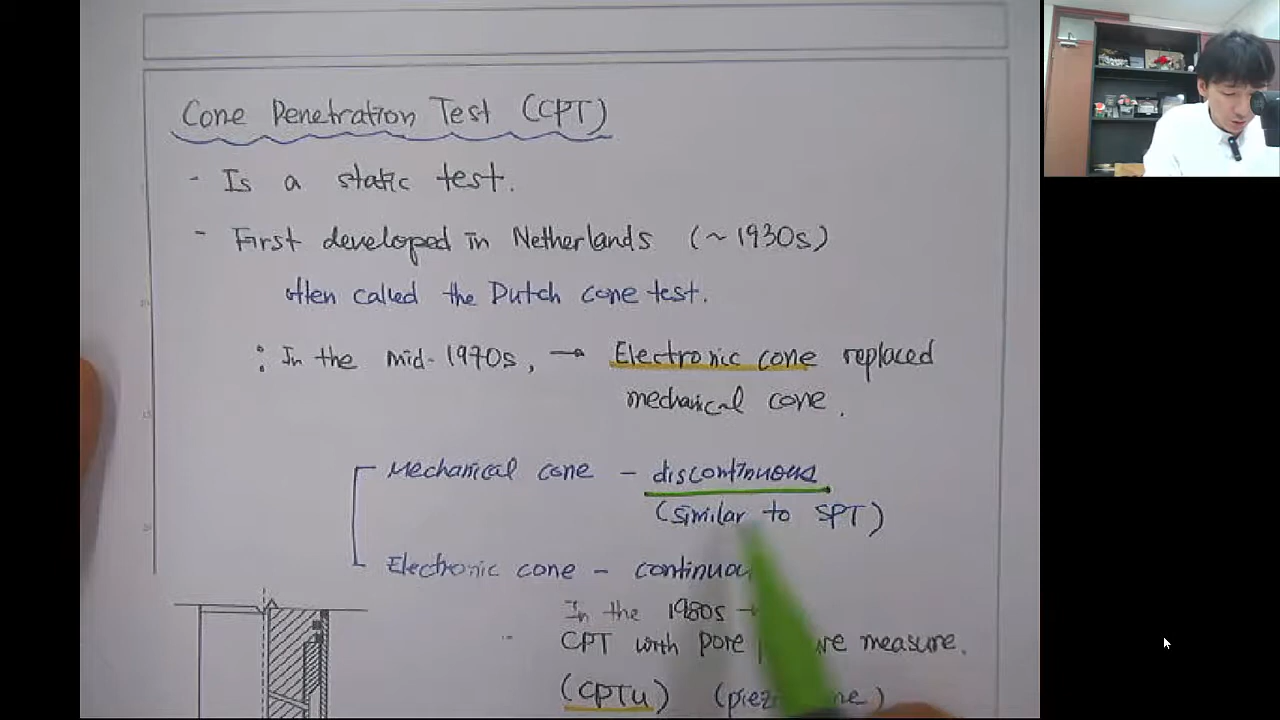 Cone Penetration Test (CPT)
- Is a static test.
- First developed in Netherlands (~1930s)
often called the Dutch cone test.
: In the mid-1970s, → Electronic cone replaced
mechanical cone.
Mechanical cone - discontinuous
(similar to SPT)
Electronic cone - continuou
In the 1980s →
CPT with pore measure.
(CPTu)